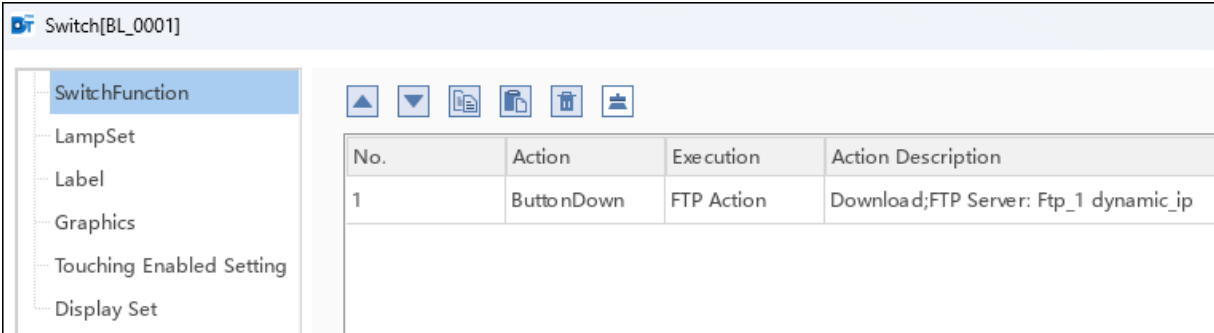 DT Switch[BL_0001]
SwitchFunction
LampSet
Label
Graphics
Touching Enabled Setting
Display Set
No. Action Execution Action Description
1 ButtonDown FTP Action Download;FTP Server: Ftp_1 dynamic_ip